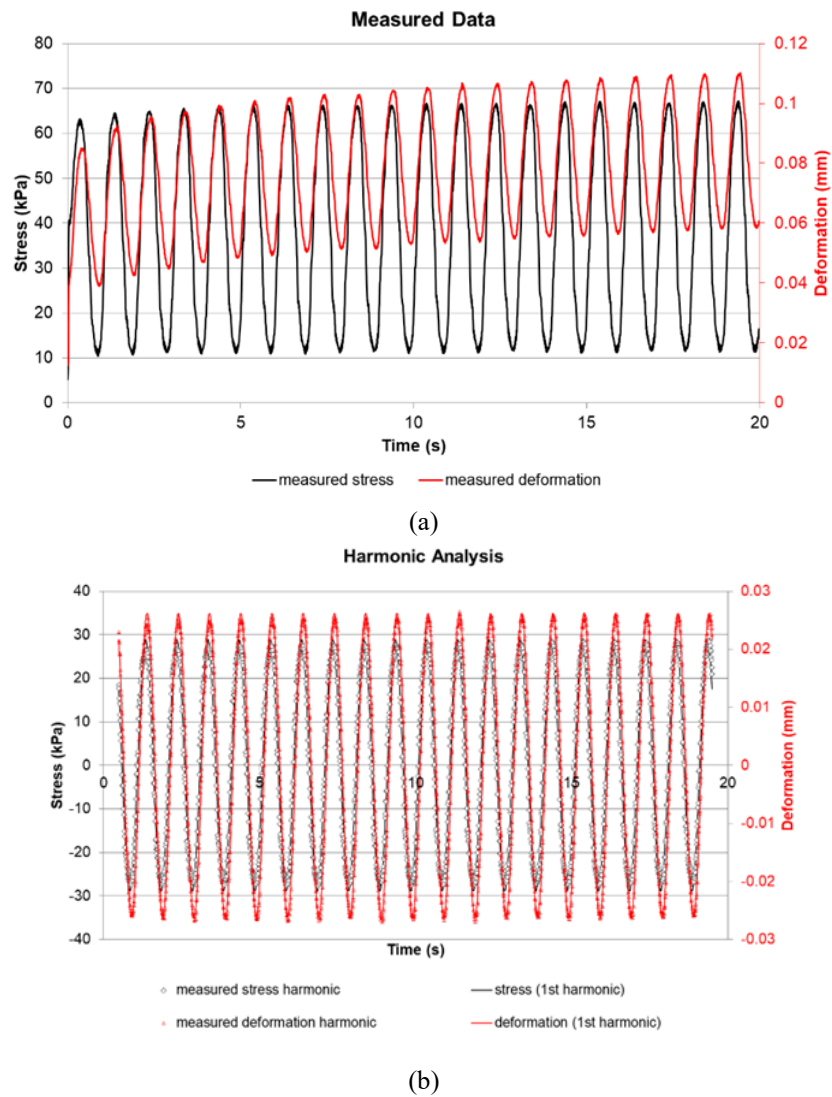 Measured Data
80
70
60
50
40
30
20
10
0
Stress (kPa)
0.12
0.1
0.08
0.06
0.04
0.02
0
Deformation (mm)
0 5 10 15 20
Time (s)
measured stress measured deformation
(a)
Harmonic Analysis
40
30
20
10
0
-10
-20
-30
-40
Stress (kPa)
0.03
0.02
0.01
0
-0.01
-0.02
-0.03
Deformation (mm)
0 5 10 15 20
Time (s)
measured stress harmonic stress (1st harmonic)
measured deformation harmonic deformation (1st harmonic)
(b)